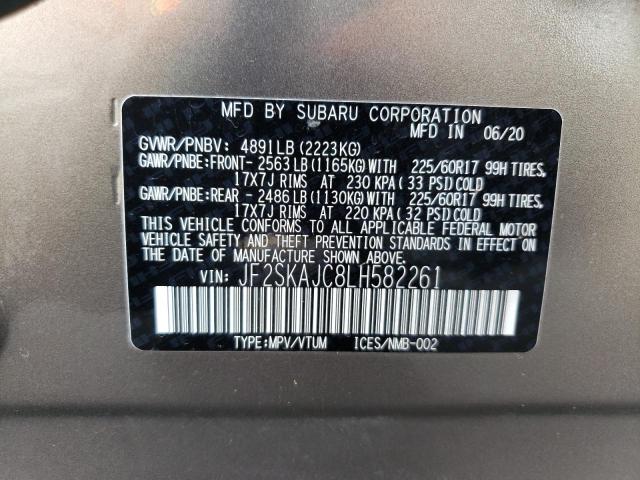 MFD BY SUBARU CORPORATION
MFD IN 06/20
GVWR/PNBV: 4891LB(2223KG)
GAWR/PNBE:FRONT- 2563LB(1165KG)WITH 225/60R17 99H TIRES,
17X7J RIMS AT 230 KPA(33 PSI)COLD
GAWR/PNBE:REAR - 2486LB(1130KG)WITH 225/60R17 99H TIRES,
17X7J RIMS AT 220 KPA(32 PSI)COLD
THIS VEHICLE CONFORMS TO ALL APPLICABLE FEDERAL MOTOR
VEHICLE SAFETY AND THEFT PREVENTION STANDARDS IN EFFECT ON
THE DATE OF MANUFACTURE SHOWN ABOVE.
VIN: JF2SKAJC8LH582261
TYPE:MPV/VTUM ICES/NMB-002